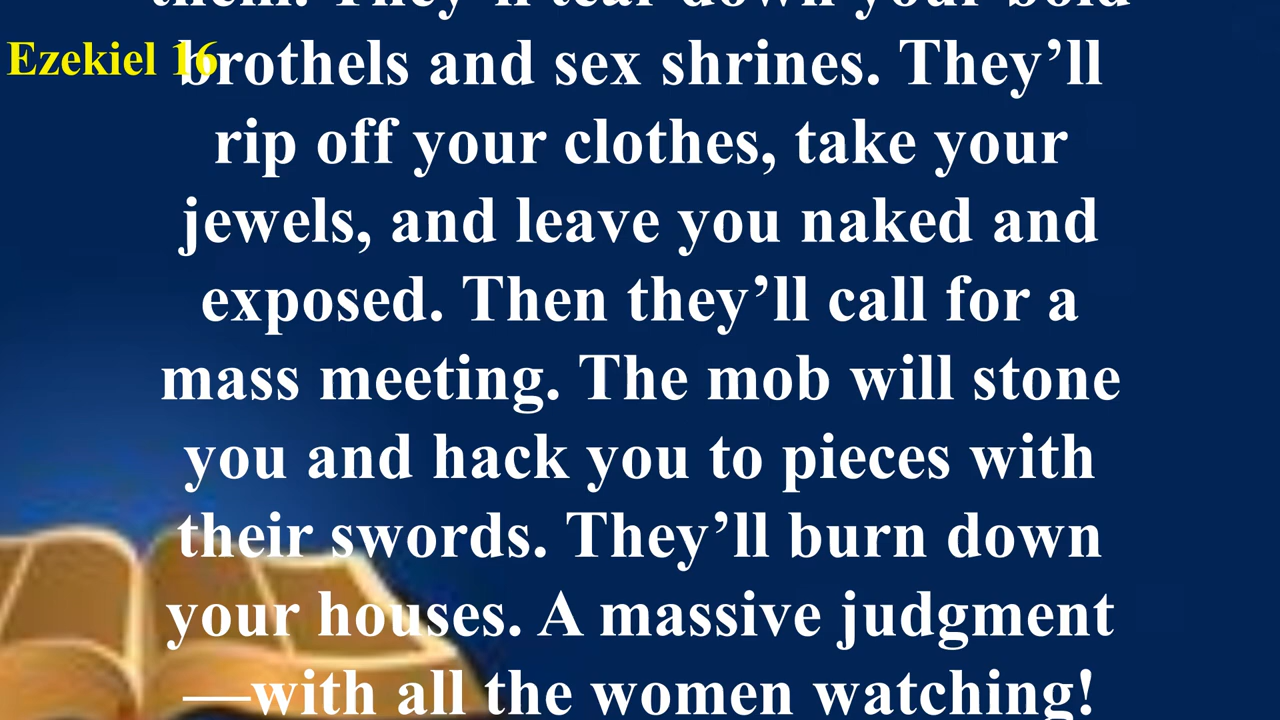 them. They’ll tear down your bold
Ezekiel 16
brothels and sex shrines. They’ll
rip off your clothes, take your
jewels, and leave you naked and
exposed. Then they’ll call for a
mass meeting. The mob will stone
you and hack you to pieces with
their swords. They’ll burn down
your houses. A massive judgment
—with all the women watching!